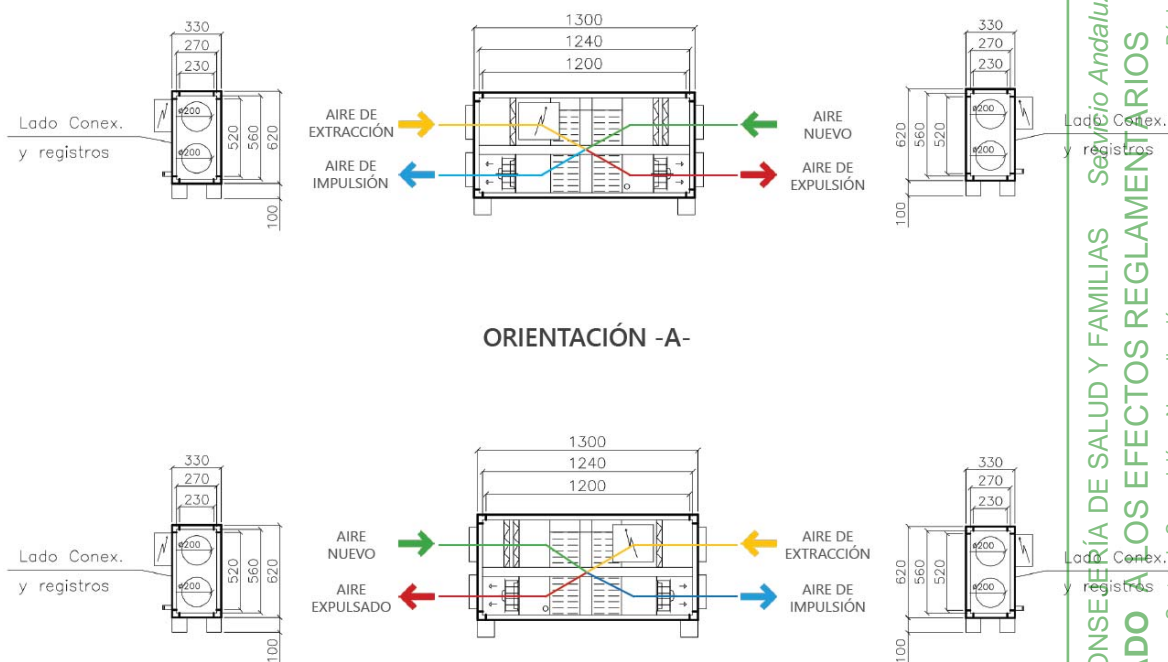 330
270
230
1300
1240
1200
330
270
230
Lado Conex.
y registros
ø200
ø200
520
560
620
100
AIRE DE
EXTRACCIÓN
AIRE DE
IMPULSIÓN
AIRE
NUEVO
AIRE DE
EXPULSIÓN
620
560
520
100
ø200
ø200
Lado Conex.
y registros
ORIENTACIÓN -A-
330
270
230
1300
1240
1200
330
270
230
Lado Conex.
y registros
ø200
ø200
520
560
620
100
AIRE
NUEVO
AIRE
EXPULSADO
AIRE DE
EXTRACCIÓN
AIRE DE
IMPULSIÓN
620
560
520
100
ø200
ø200
Lado Conex.
y registros
CONSEJERÍA DE SALUD Y FAMILIAS
A LOS EFECTOS REGLAMENTARIOS